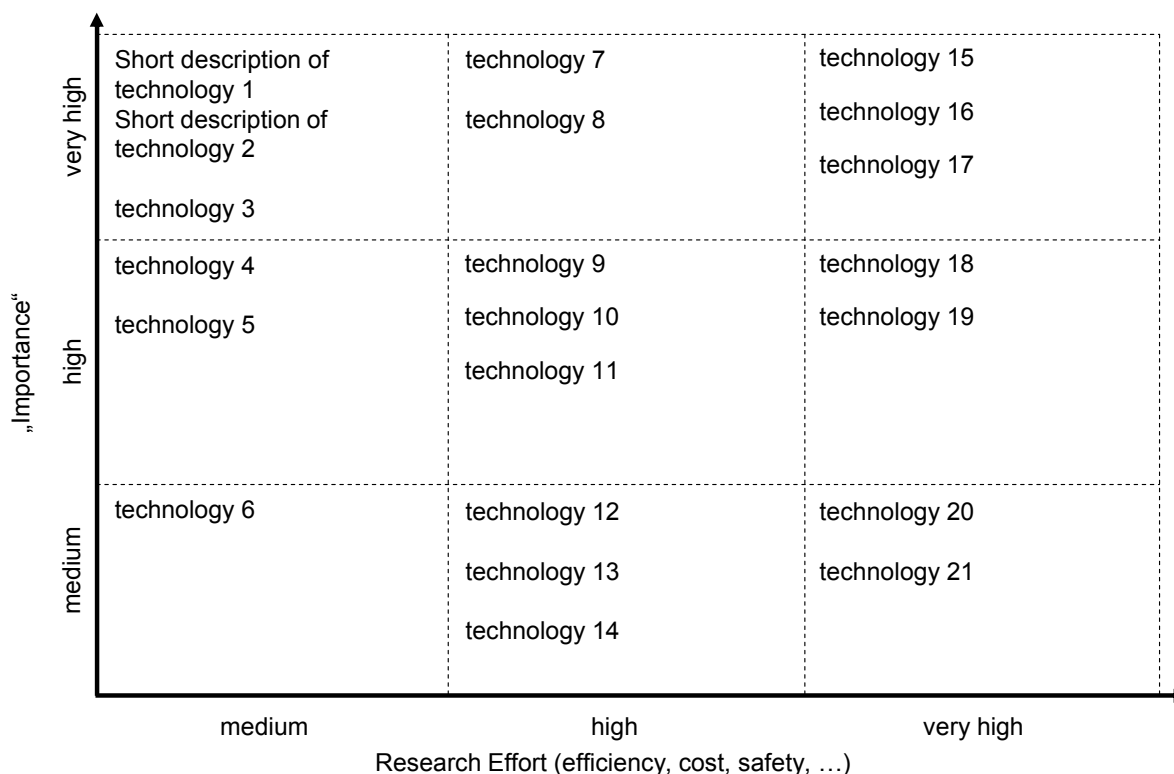 „Importance“
very high
high
medium
Short description of
technology 1
Short description of
technology 2
technology 3
technology 7
technology 8
technology 15
technology 16
technology 17
technology 4
technology 5
technology 9
technology 10
technology 11
technology 18
technology 19
technology 6
technology 12
technology 13
technology 14
technology 20
technology 21
medium
high
very high
Research Effort (efficiency, cost, safety, …)